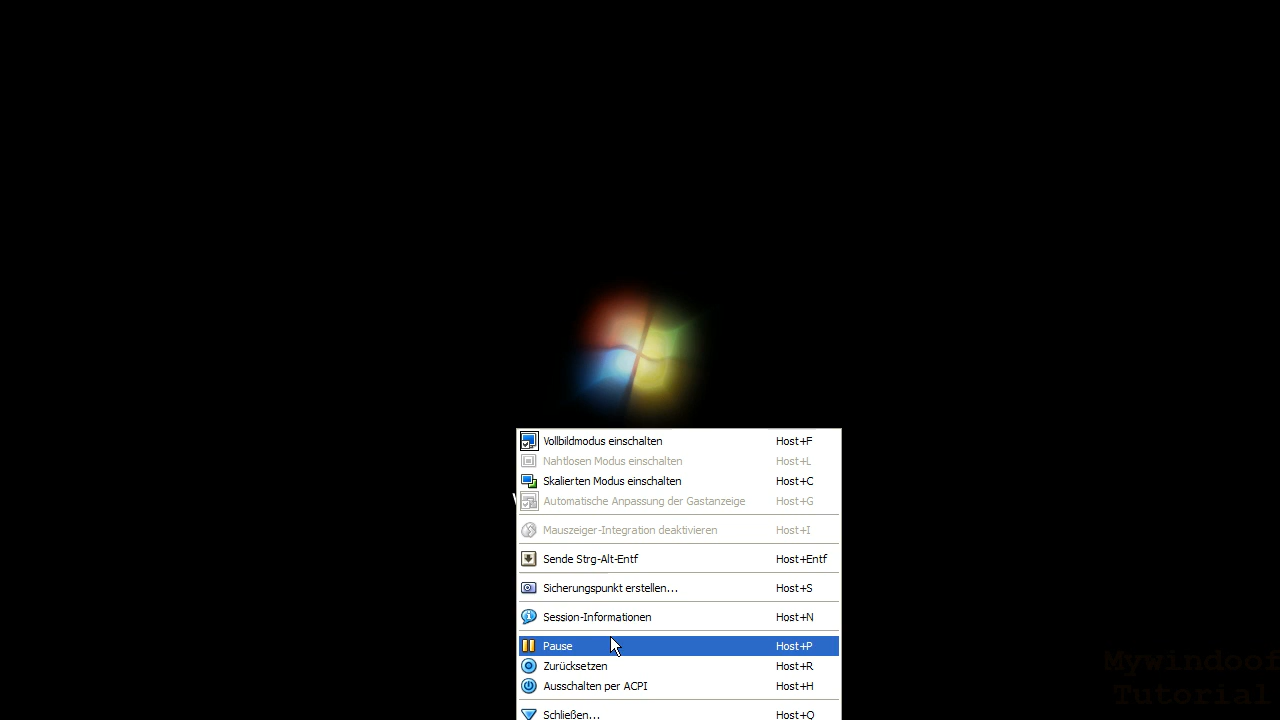 Vollbildmodus einschalten Host+F
Nahtlosen Modus einschalten Host+L
Skalierten Modus einschalten Host+C
Automatische Anpassung der Gastanzeige Host+G
Mauszeiger-Integration deaktivieren Host+I
Sende Strg-Alt-Entf Host+Entf
Sicherungspunkt erstellen... Host+S
Session-Informationen Host+N
Pause Host+P
Zurücksetzen Host+R
Ausschalten per ACPI Host+H
Schließen... Host+Q
Mywindoof
Tutorial